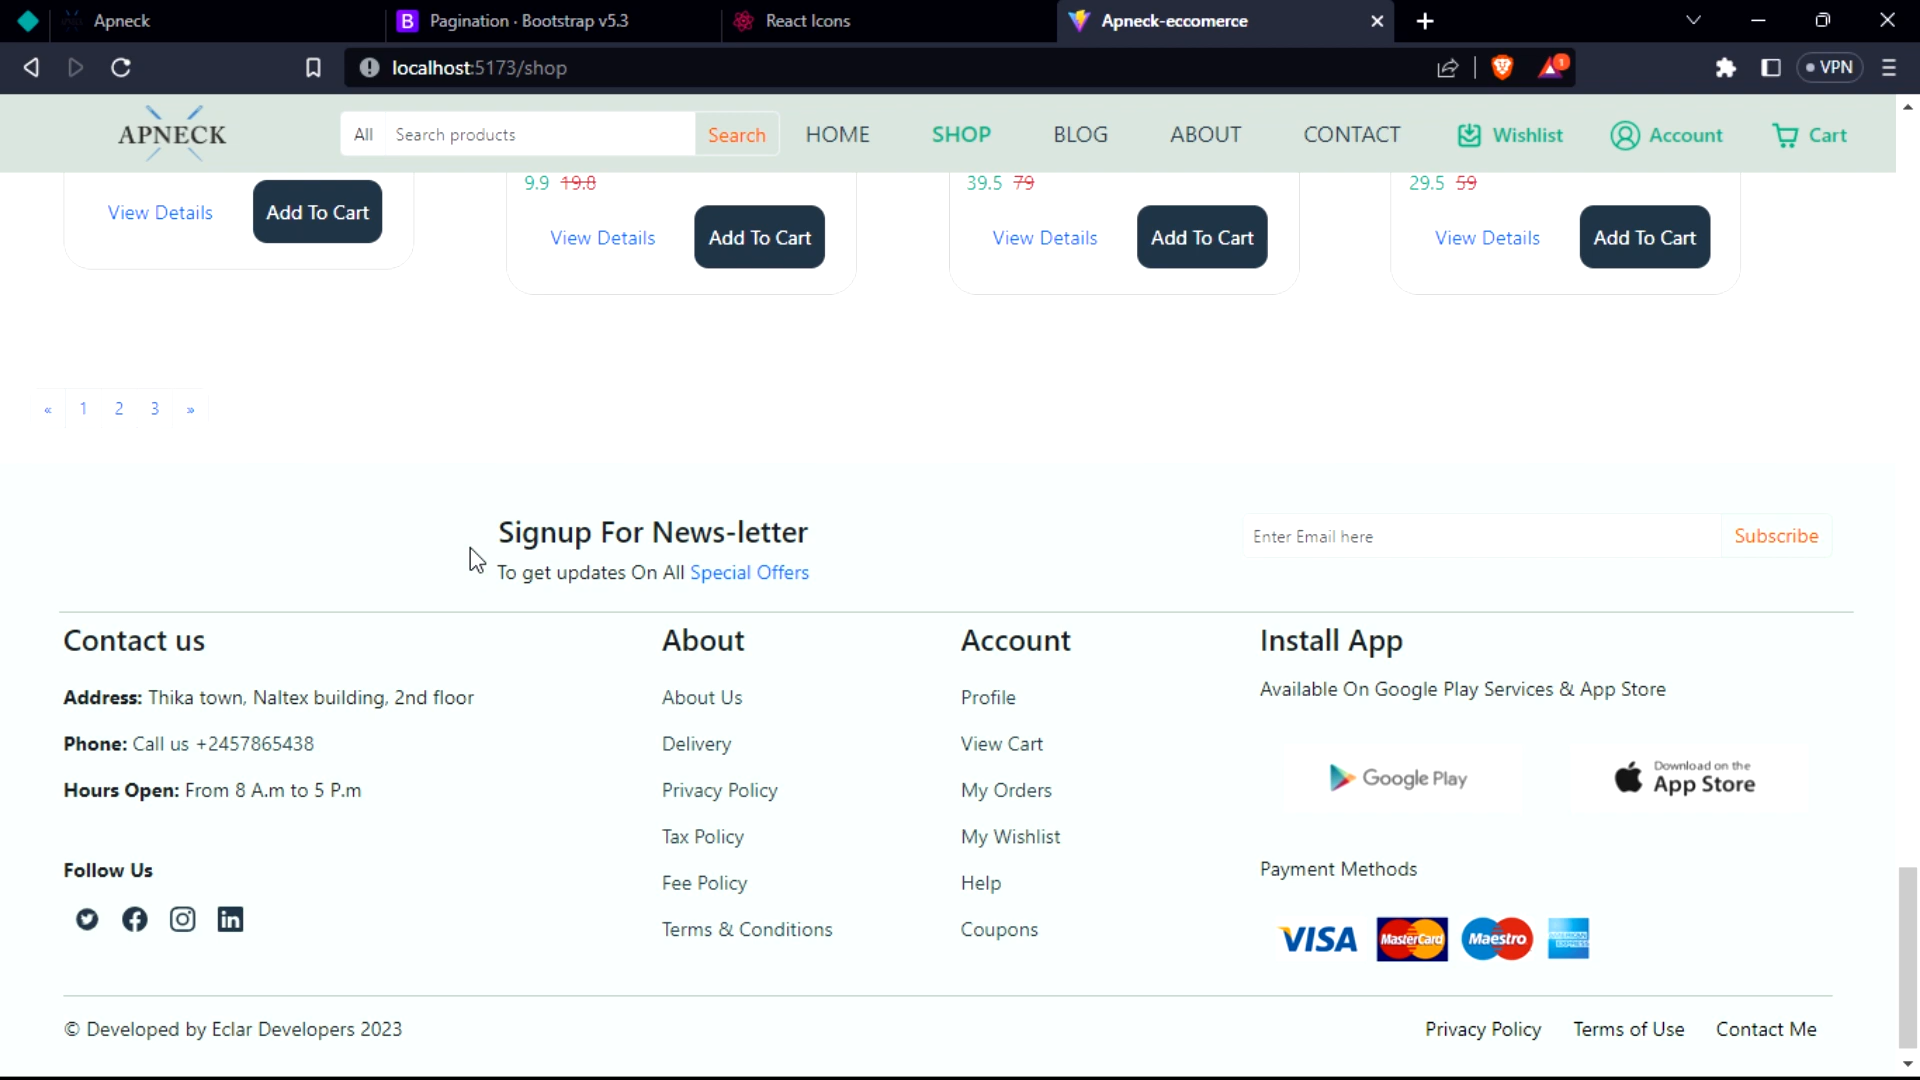 Apneck
Pagination · Bootstrap v5.3
React Icons
Apneck-eccomerce
localhost:5173/shop
1
VPN
APNECK
All
Search products
Search
HOME
SHOP
BLOG
ABOUT
CONTACT
Wishlist
Account
Cart
9.9 19.8
39.5 79
29.5 59
View Details
Add To Cart
View Details
Add To Cart
View Details
Add To Cart
View Details
Add To Cart
« 1 2 3 »
Signup For News-letter
To get updates On All Special Offers
Enter Email here
Subscribe
Contact us
Address: Thika town, Naltex building, 2nd floor
Phone: Call us +2457865438
Hours Open: From 8 A.m to 5 P.m
Follow Us
About
About Us
Delivery
Privacy Policy
Tax Policy
Fee Policy
Terms & Conditions
Account
Profile
View Cart
My Orders
My Wishlist
Help
Coupons
Install App
Available On Google Play Services & App Store
Google Play
Download on the
App Store
Payment Methods
VISA
MasterCard
Maestro
AMERICAN
EXPRESS
© Developed by Eclar Developers 2023
Privacy Policy
Terms of Use
Contact Me